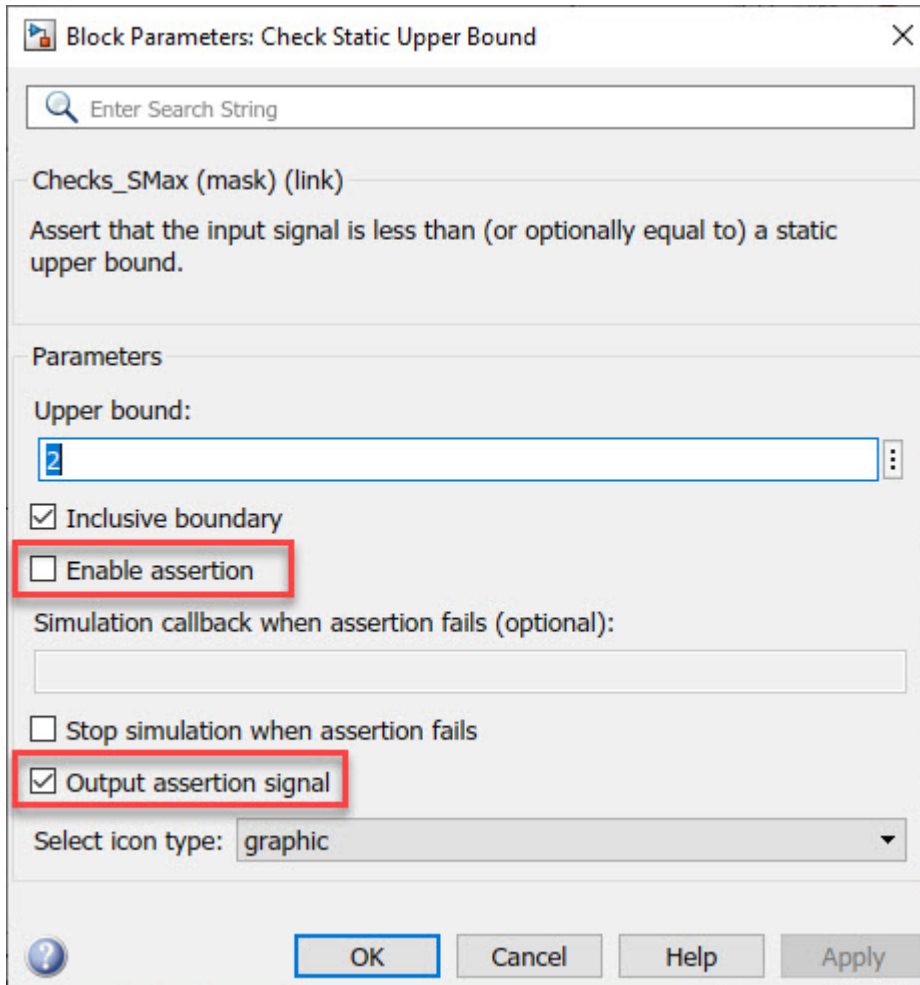 Block Parameters: Check Static Upper Bound
Enter Search String
Checks_SMax (mask) (link)
Assert that the input signal is less than (or optionally equal to) a static
upper bound.
Parameters
Upper bound:
2
Inclusive boundary
Enable assertion
Simulation callback when assertion fails (optional):
Stop simulation when assertion fails
Output assertion signal
Select icon type: graphic
? OK Cancel Help Apply